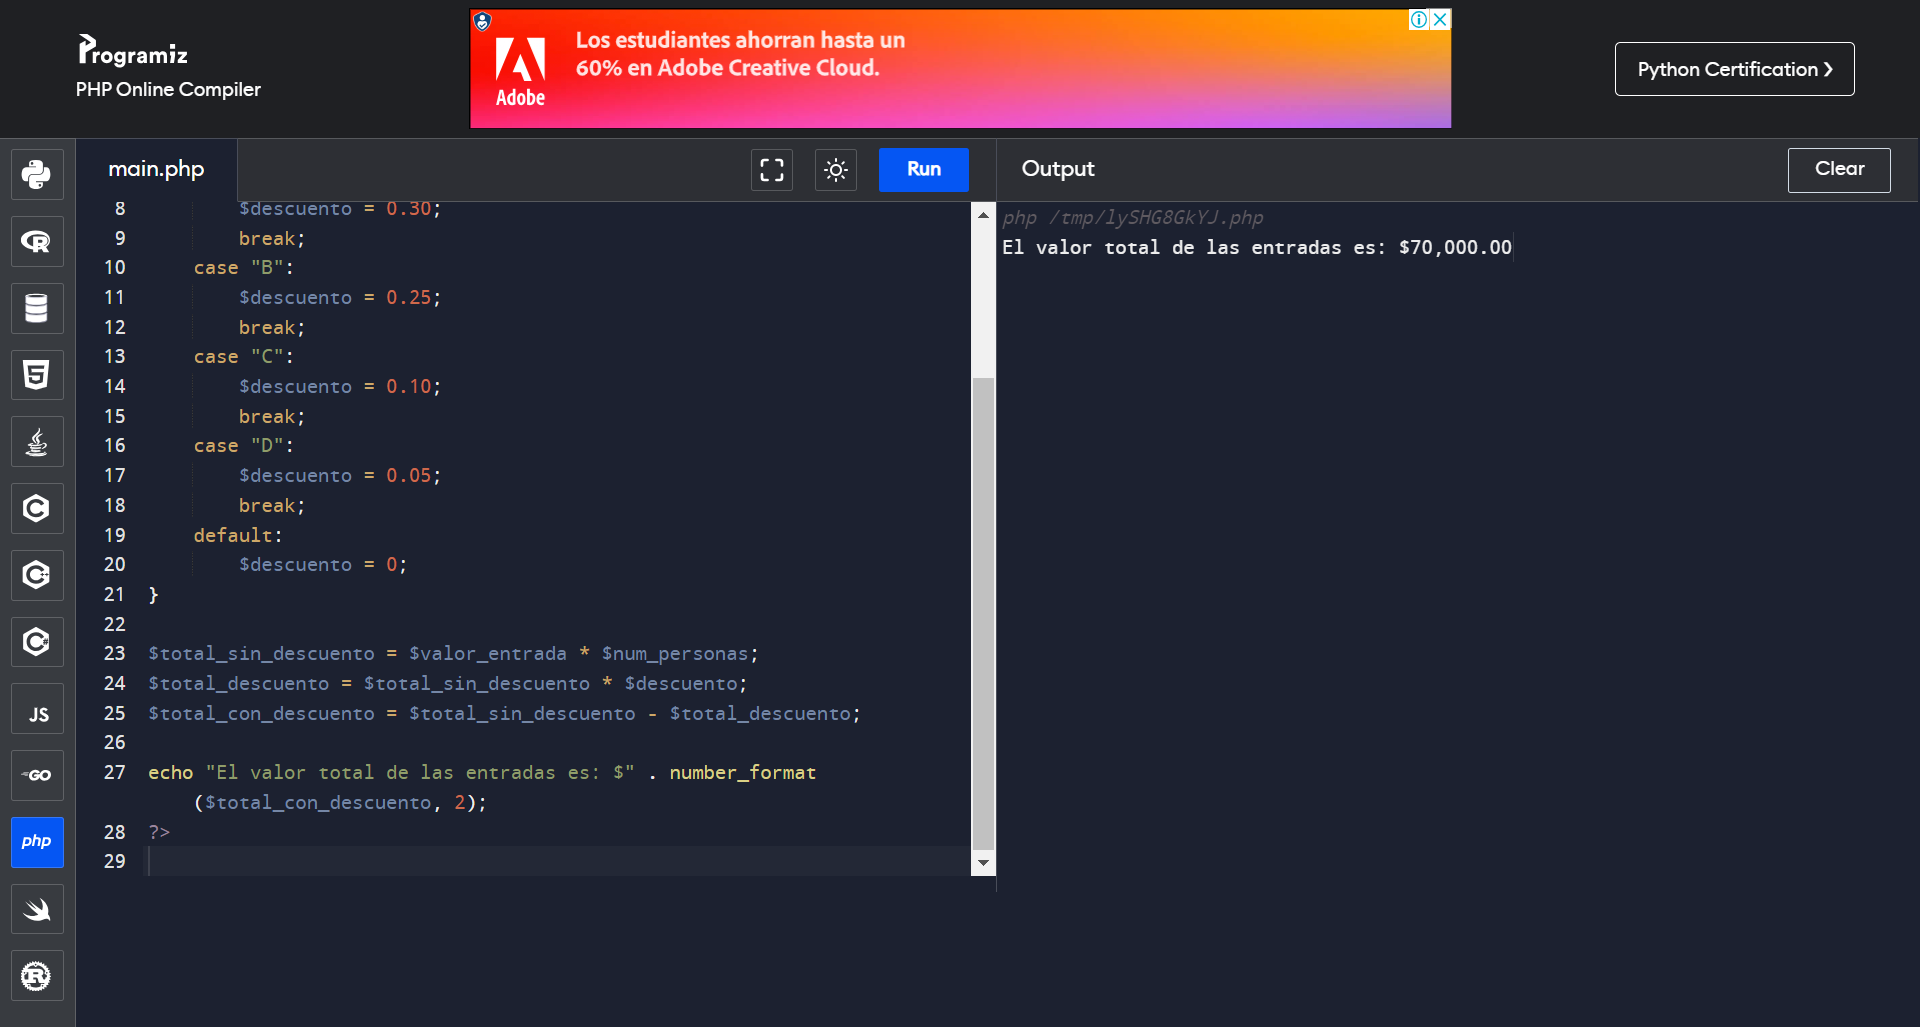 Programiz
PHP Online Compiler
Adobe
Los estudiantes ahorran hasta un
60% en Adobe Creative Cloud.
Python Certification ❯
main.php
Run
Output
Clear
8 $descuento = 0.30;
9 break;
10 case "B":
11 $descuento = 0.25;
12 break;
13 case "C":
14 $descuento = 0.10;
15 break;
16 case "D":
17 $descuento = 0.05;
18 break;
19 default:
20 $descuento = 0;
21 }
22
23 $total_sin_descuento = $valor_entrada * $num_personas;
24 $total_descuento = $total_sin_descuento * $descuento;
25 $total_con_descuento = $total_sin_descuento - $total_descuento;
26
27 echo "El valor total de las entradas es: $" . number_format
($total_con_descuento, 2);
28 ?>
29
php /tmp/lySHG8GkYJ.php
El valor total de las entradas es: $70,000.00
R
5
C
C++
C#
JS
GO
php
R